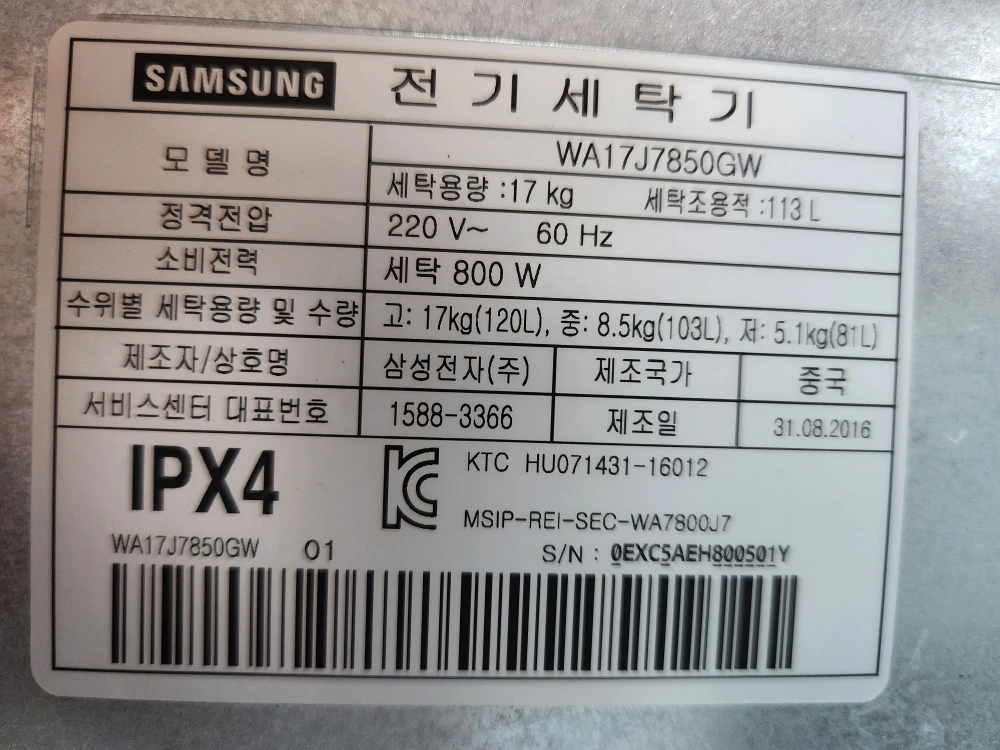 SAMSUNG 전기세탁기
모델명 WA17J7850GW
세탁용량 :17 kg 세탁조용적 :113 L
정격전압 220 V~ 60 Hz
소비전력 세탁 800 W
수위별 세탁용량 및 수량 고: 17kg(120L), 중: 8.5kg(103L), 저: 5.1kg(81L)
제조자/상호명 삼성전자(주) 제조국가 중국
서비스센터 대표번호 1588-3366 제조일 31.08.2016
IPX4 KTC HU071431-16012
MSIP-REI-SEC-WA7800J7
WA17J7850GW 01 S/N : 0EXC5AEH800501Y